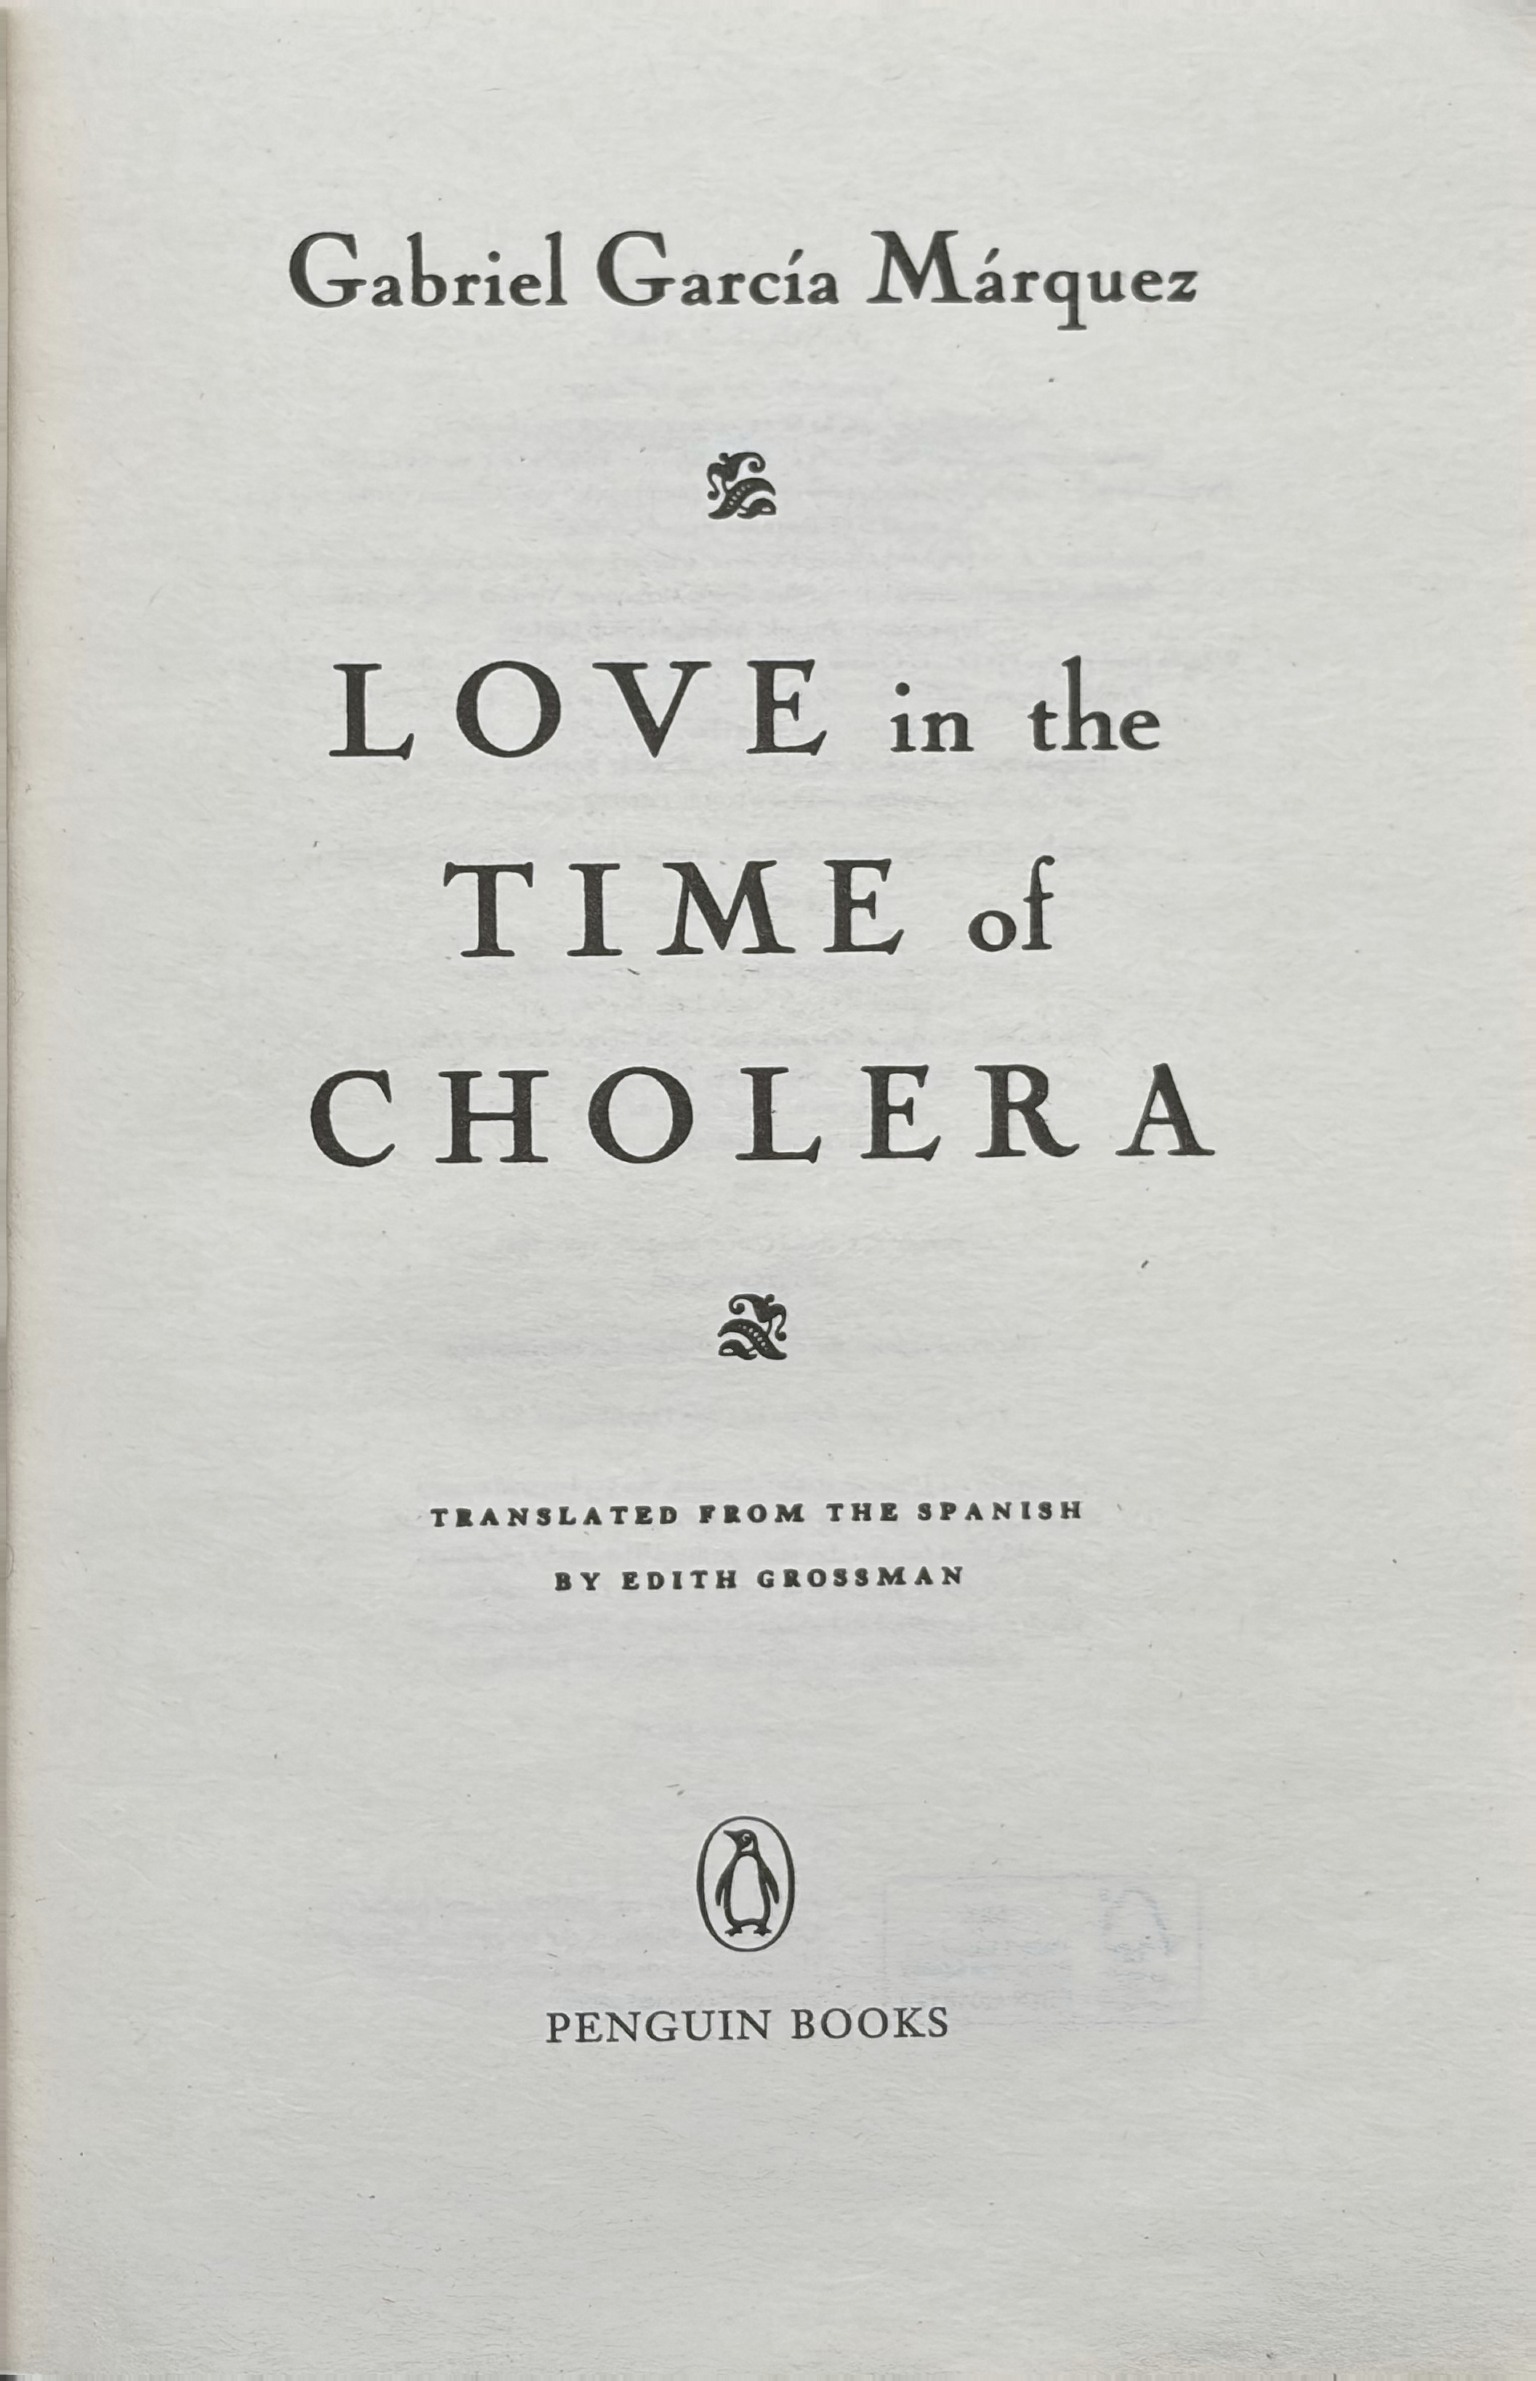 Gabriel García Márquez
LOVE in the
TIME of
CHOLERA
TRANSLATED FROM THE SPANISH
BY EDITH GROSSMAN
PENGUIN BOOKS